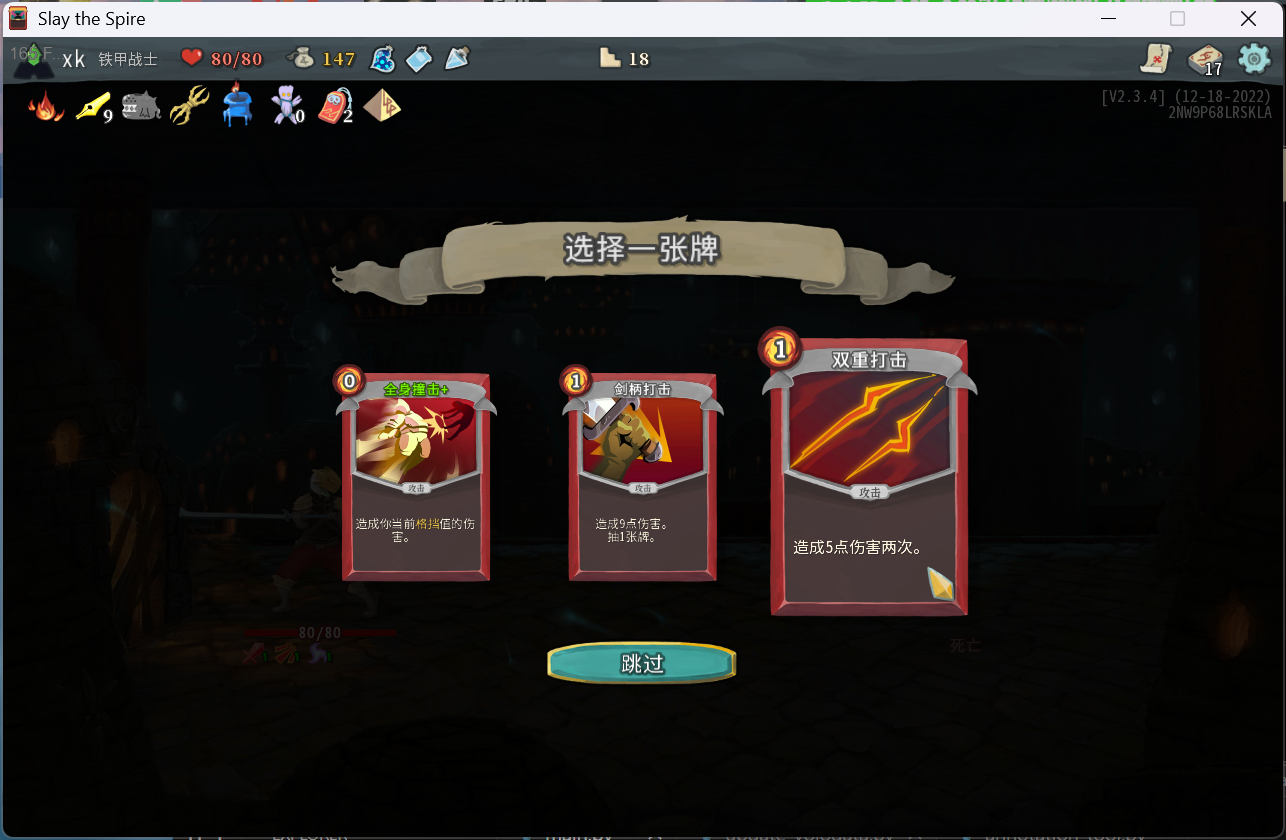 Slay the Spire
xk 铁甲战士 80/80 147 18 17
9 0 2
[V2.3.4] (12-18-2022)
2NW9P68LRSKLA
选择一张牌
0 全身撞击+
攻击
造成你当前格挡值的伤
害。
1 剑柄打击
攻击
造成9点伤害。
抽1张牌。
1 双重打击
攻击
造成5点伤害两次。
80/80
死亡
跳过